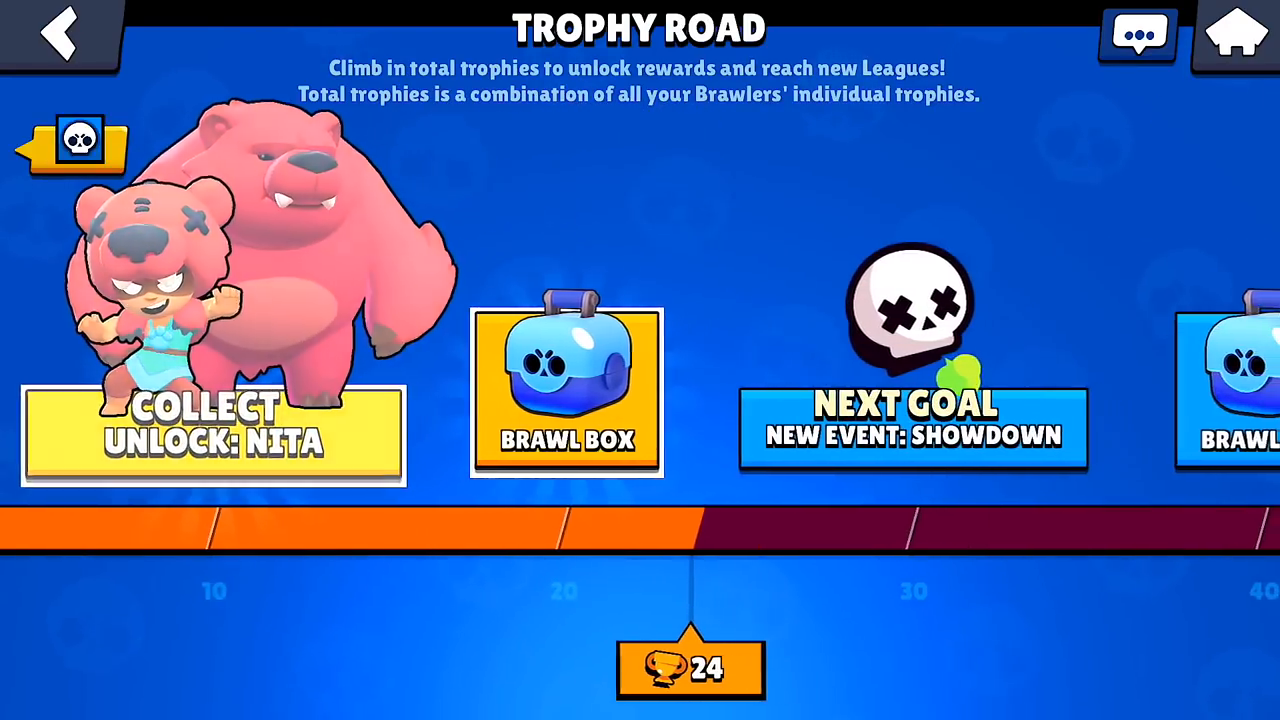 TROPHY ROAD
Climb in total trophies to unlock rewards and reach new Leagues!
Total trophies is a combination of all your Brawlers' individual trophies.
COLLECT
UNLOCK: NITA
BRAWL BOX
NEXT GOAL
NEW EVENT: SHOWDOWN
BRAWL
10
20
30
40
24